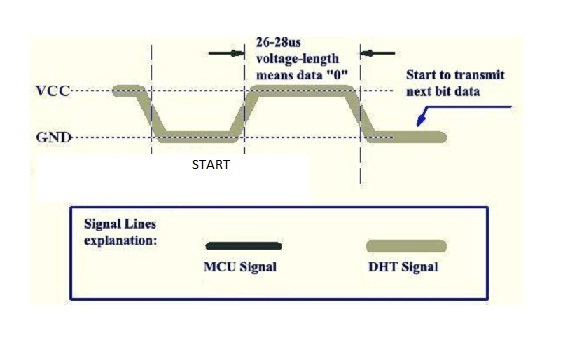 26-28us
voltage-length
means data "0"
Start to transmit
next bit data
VCC
GND
START
Signal Lines
explanation:
MCU Signal
DHT Signal